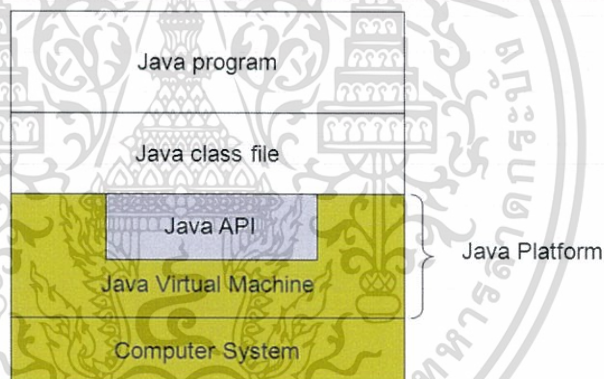 Java program
Java class file
Java API
Java Platform
Java Virtual Machine
Computer System